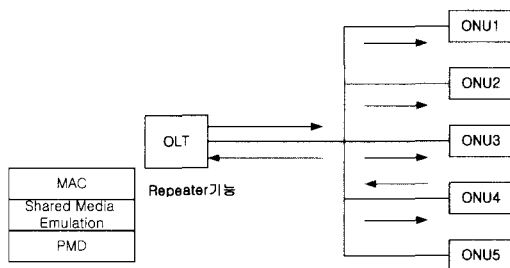 ONU1
ONU2
OLT
ONU3
MAC
Repeater기능
Shared Media
Emulation
ONU4
PMD
ONU5